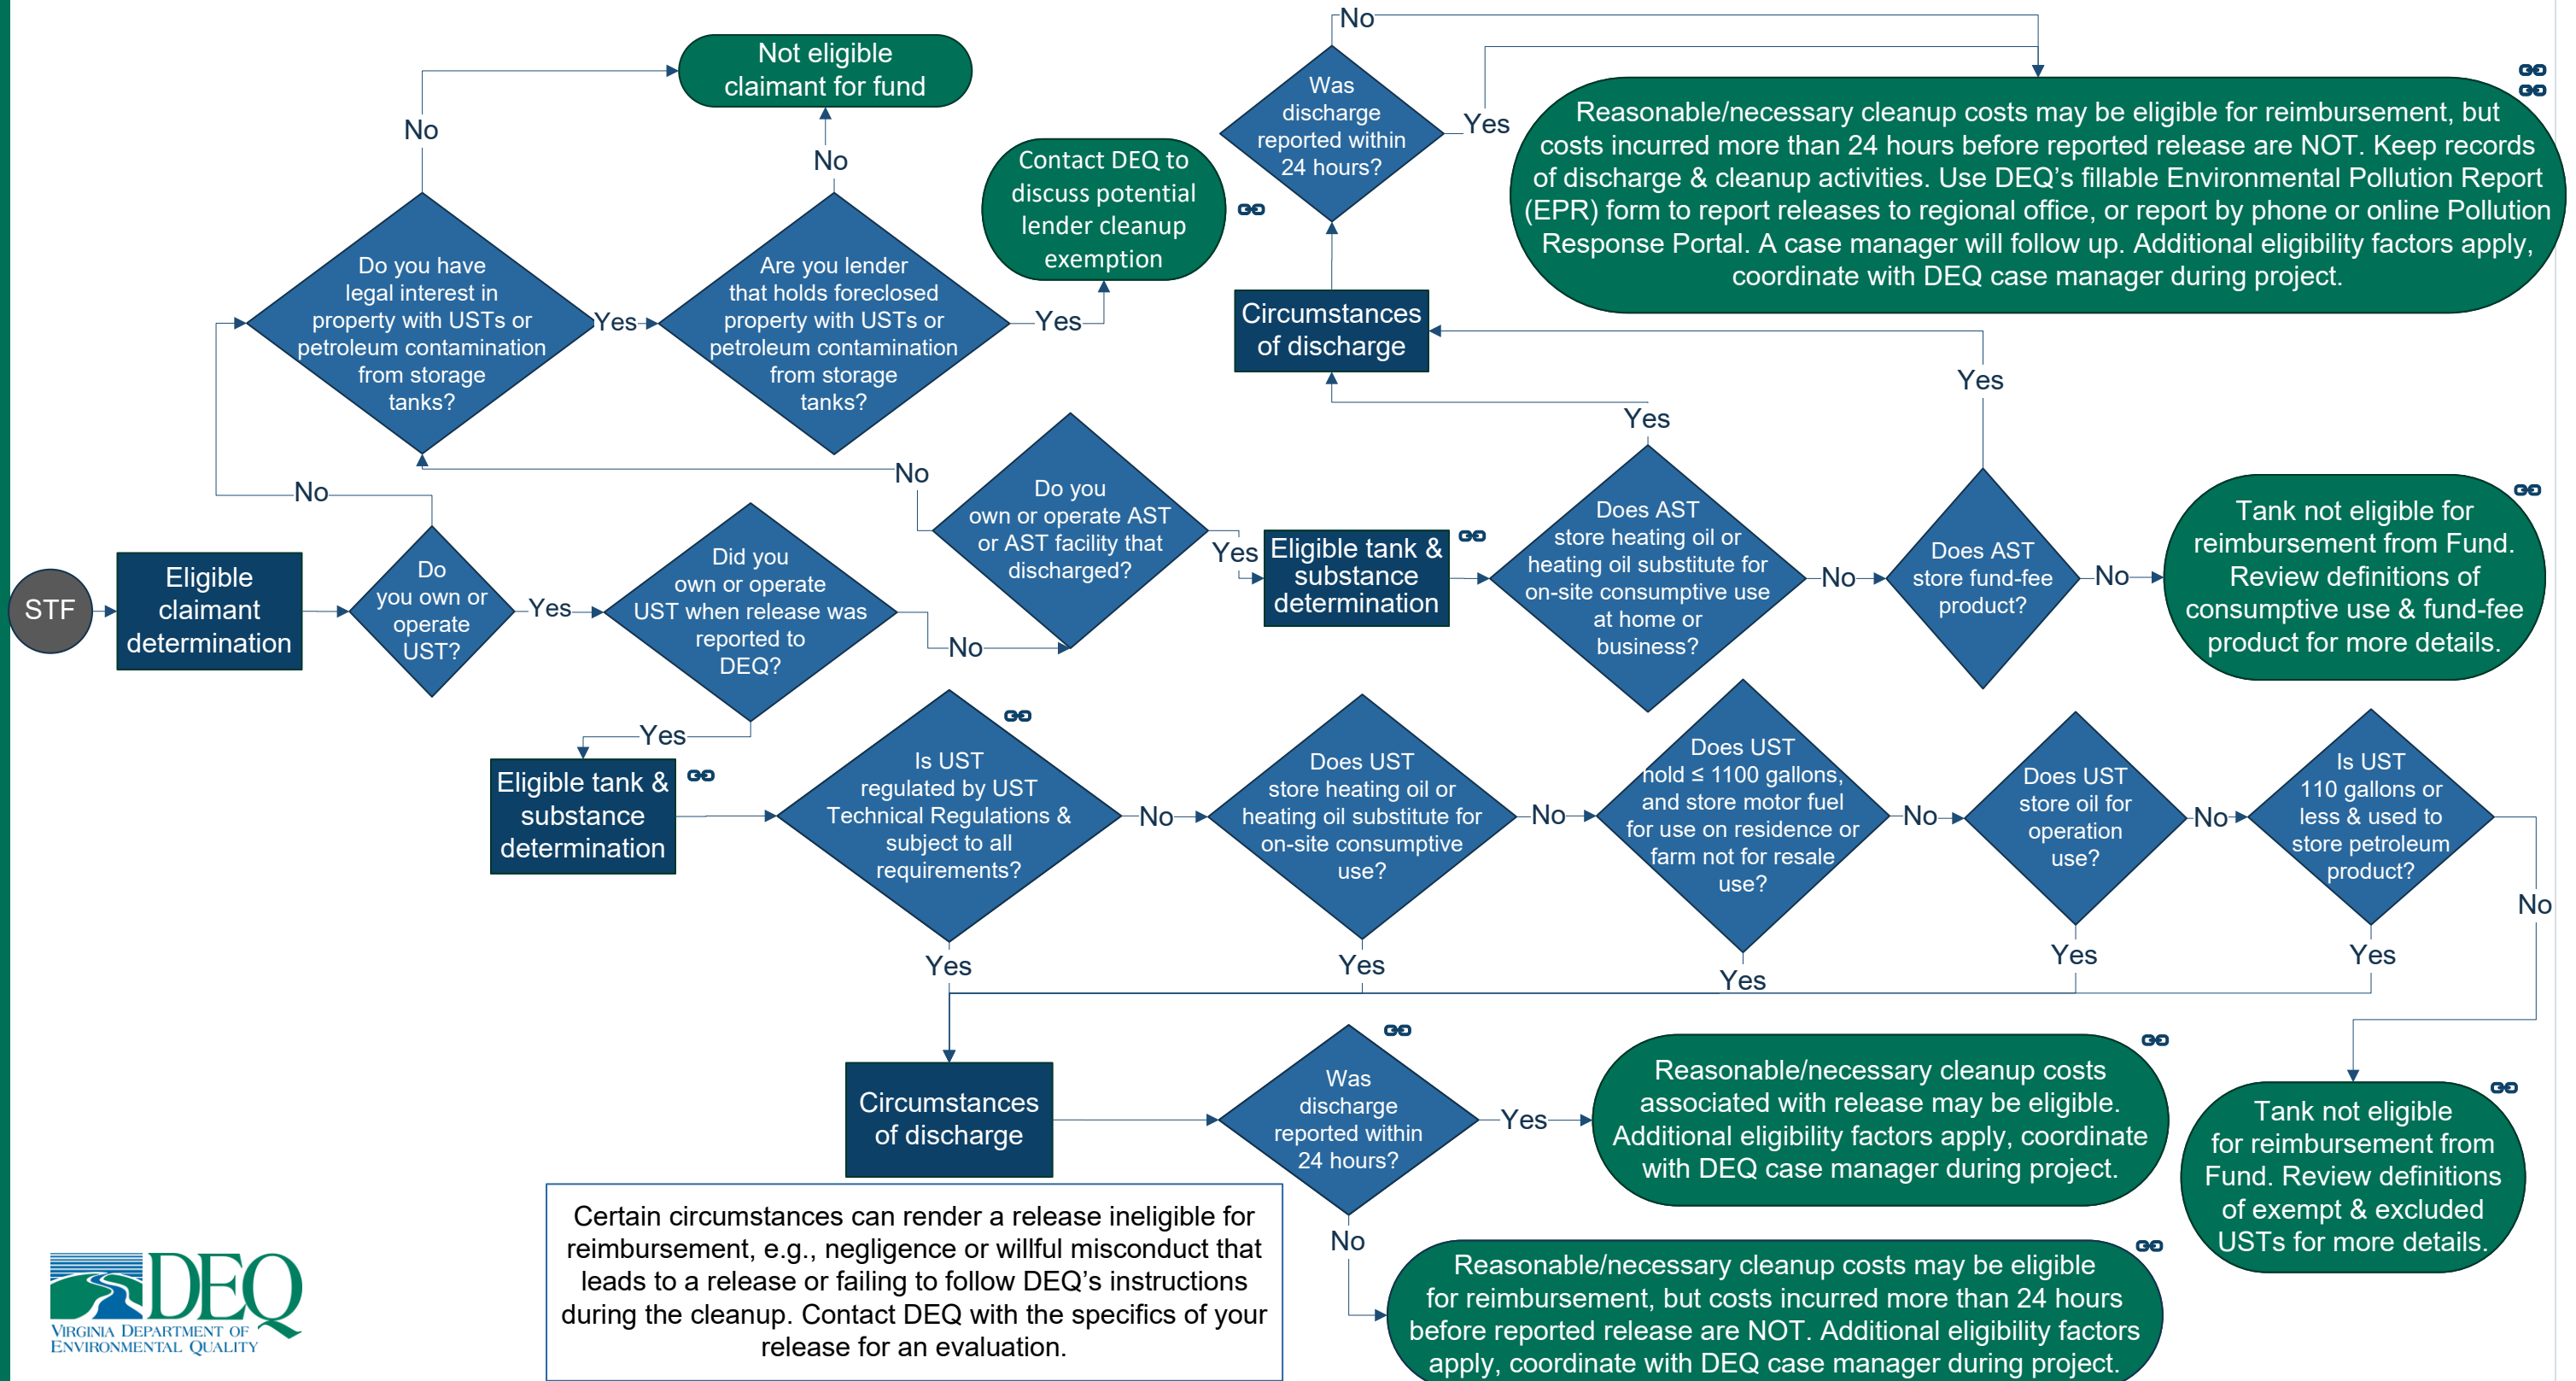 No
Not eligible
claimant for fund
Was
discharge
reported within
24 hours?
Yes
Reasonable/necessary cleanup costs may be eligible for reimbursement, but
costs incurred more than 24 hours before reported release are NOT. Keep records
of discharge & cleanup activities. Use DEQ's fillable Environmental Pollution Report
(EPR) form to report releases to regional office, or report by phone or online Pollution
Response Portal. A case manager will follow up. Additional eligibility factors apply,
coordinate with DEQ case manager during project.
No
No
Contact DEQ to
discuss potential
lender cleanup
exemption
Do you have
legal interest in
property with USTs or
petroleum contamination
from storage
tanks?
Yes
Are you lender
that holds foreclosed
property with USTs or
petroleum contamination
from storage
tanks?
Yes
Circumstances
of discharge
Yes
Yes
No
No
Do you
own or operate AST
or AST facility that
discharged?
Yes
Eligible tank &
substance
determination
Does AST
store heating oil or
heating oil substitute for
on-site consumptive use
at home or
business?
No
Does AST
store fund-fee
product?
No
Tank not eligible for
reimbursement from Fund.
Review definitions of
consumptive use & fund-fee
product for more details.
STF
Eligible
claimant
determination
Do
you own or
operate
UST?
Yes
Did you
own or operate
UST when release was
reported to
DEQ?
No
Yes
Eligible tank &
substance
determination
Is UST
regulated by UST
Technical Regulations &
subject to all
requirements?
No
Does UST
store heating oil or
heating oil substitute for
on-site consumptive
use?
No
Does UST
hold ≤ 1100 gallons,
and store motor fuel
for use on residence or
farm not for resale
use?
No
Does UST
store oil for
operation
use?
No
Is UST
110 gallons or
less & used to
store petroleum
product?
No
Yes
Yes
Yes
Yes
Yes
Circumstances
of discharge
Was
discharge
reported within
24 hours?
Yes
Reasonable/necessary cleanup costs
associated with release may be eligible.
Additional eligibility factors apply, coordinate
with DEQ case manager during project.
Tank not eligible
for reimbursement from
Fund. Review definitions
of exempt & excluded
USTs for more details.
Certain circumstances can render a release ineligible for
reimbursement, e.g., negligence or willful misconduct that
leads to a release or failing to follow DEQ's instructions
during the cleanup. Contact DEQ with the specifics of your
release for an evaluation.
No
Reasonable/necessary cleanup costs may be eligible
for reimbursement, but costs incurred more than 24 hours
before reported release are NOT. Additional eligibility factors
apply, coordinate with DEQ case manager during project.
DEQ
VIRGINIA DEPARTMENT OF
ENVIRONMENTAL QUALITY